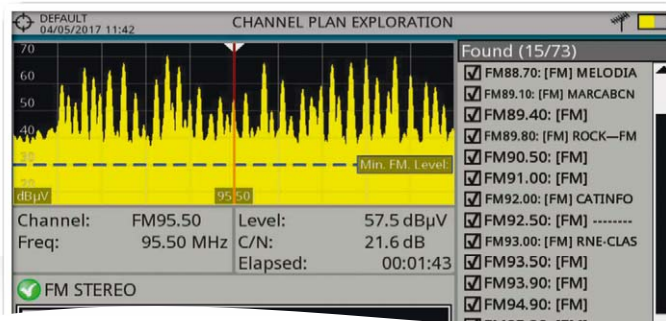 DEFAULT
04/05/2017 11:42
CHANNEL PLAN EXPLORATION
70
60
50
40
30
dBµV
95.50
Min. FM. Level:
Channel: FM95.50
Freq: 95.50 MHz
Level: 57.5 dBµV
C/N: 21.6 dB
Elapsed: 00:01:43
FM STEREO
Found (15/73)
FM88.70: [FM] MELODIA
FM89.10: [FM] MARCABCN
FM89.40: [FM]
FM89.80: [FM] ROCK—FM
FM90.50: [FM]
FM91.00: [FM]
FM92.00: [FM] CATINFO
FM92.50: [FM] --------
FM93.00: [FM] RNE-CLAS
FM93.50: [FM]
FM93.90: [FM]
FM94.90: [FM]